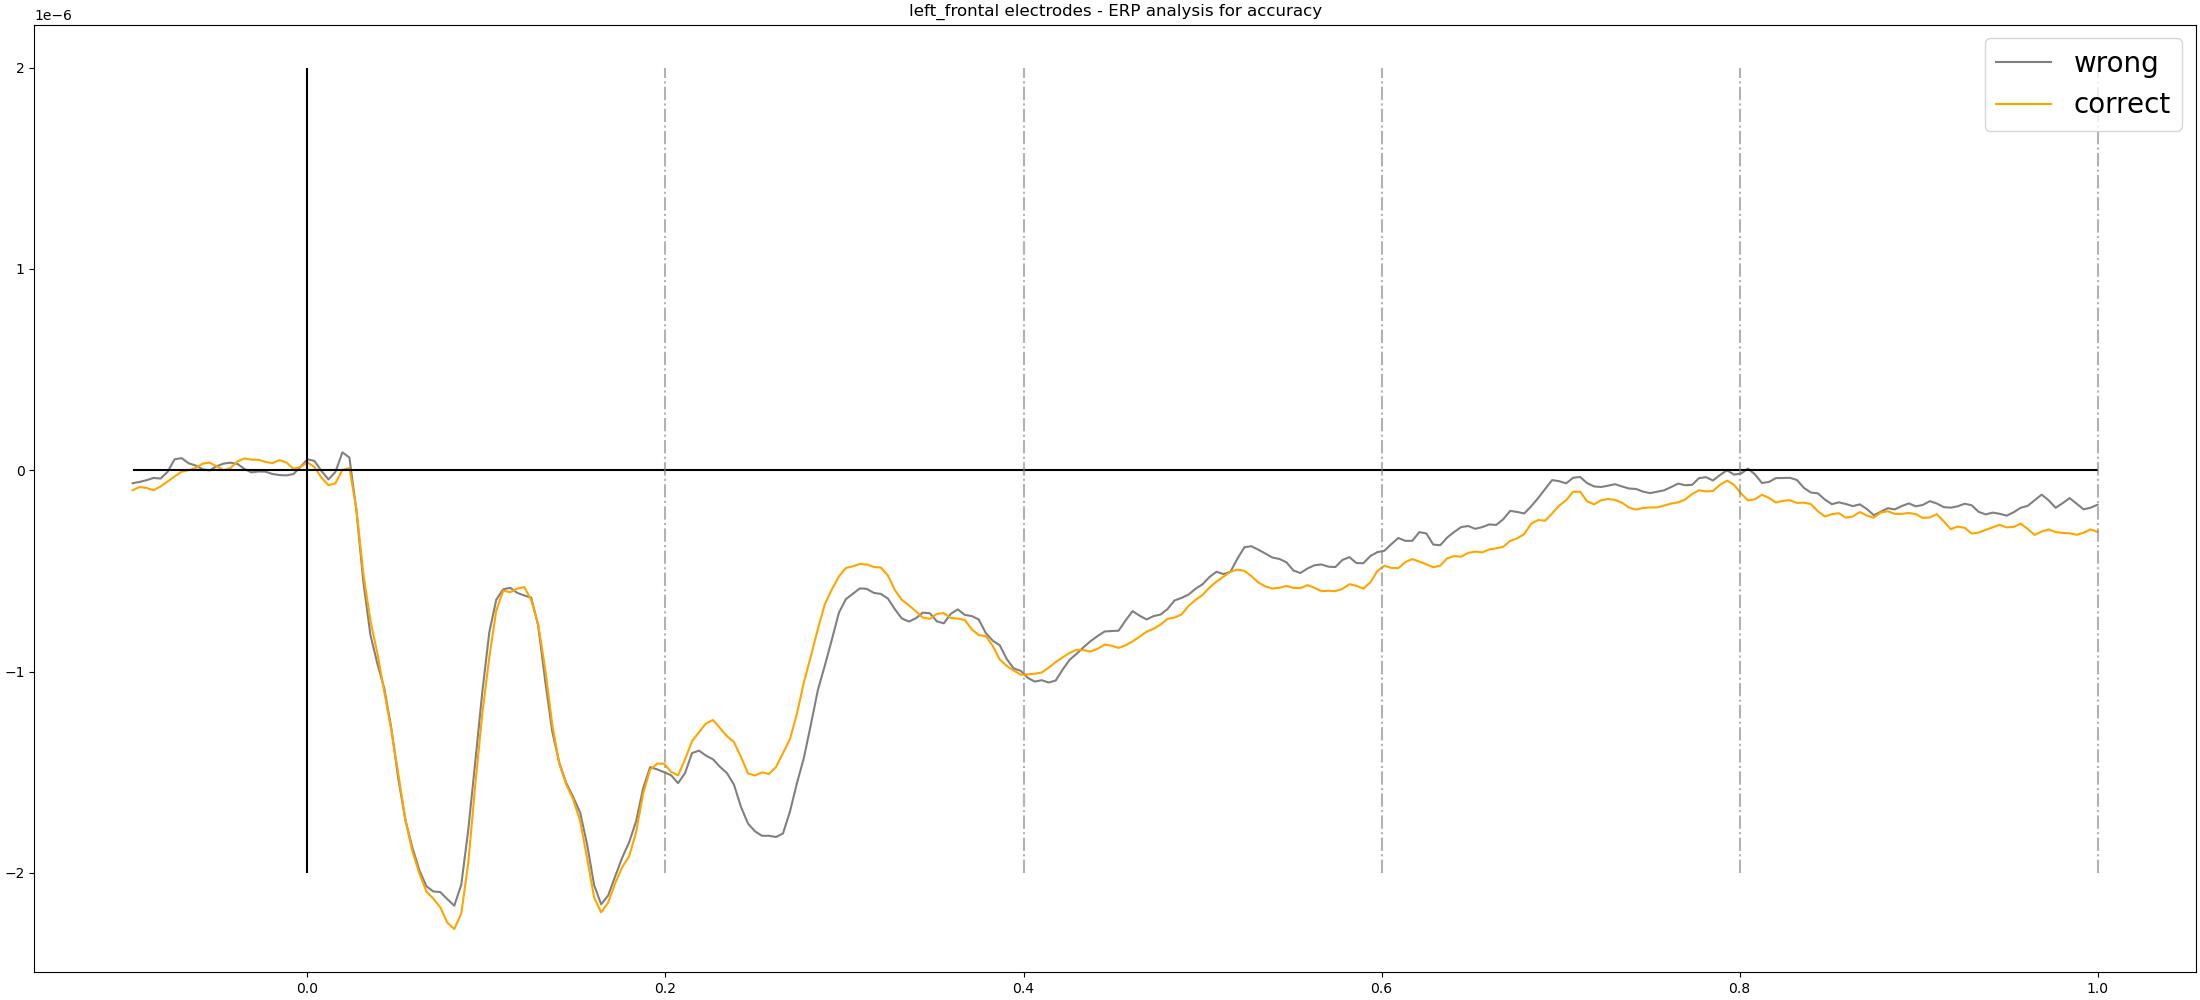 left_frontal electrodes - ERP analysis for accuracy
1e−6
2
1
0
−1
−2
wrong
correct
0.0 0.2 0.4 0.6 0.8 1.0